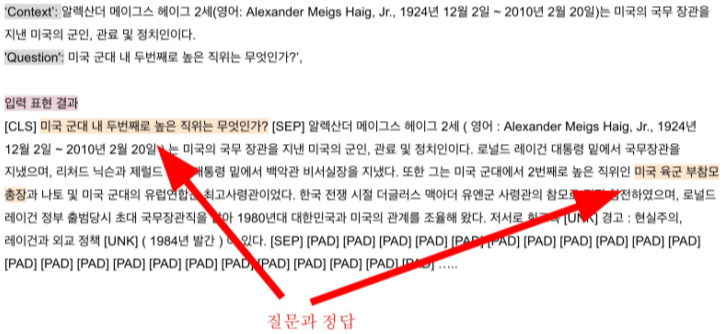 'Context': 알렉산더 메이그스 헤이그 2세(영어: Alexander Meigs Haig, Jr., 1924년 12월 2일 ~ 2010년 2월 20일)는 미국의 국무 장관을
지낸 미국의 군인, 관료 및 정치인이다.
'Question': 미국 군대 내 두번째로 높은 직위는 무엇인가?',
입력 표현 결과
[CLS] 미국 군대 내 두번째로 높은 직위는 무엇인가? [SEP] 알렉산더 메이그스 헤이그 2세 ( 영어 : Alexander Meigs Haig, Jr., 1924년
12월 2일 ~ 2010년 2월 20일 ) 는 미국의 국무 장관을 지낸 미국의 군인, 관료 및 정치인이다. 로널드 레이건 대통령 밑에서 국무장관을
지냈으며, 리처드 닉슨과 제럴드 대통령 밑에서 백악관 비서실장을 지냈다. 또한 그는 미국 군대에서 2번째로 높은 직위인 미국 육군 부참모
총장과 나토 및 미국 군대의 유럽연합군 최고사령관이었다. 한국 전쟁 시절 더글러스 맥아더 유엔군 사령관의 참모로 참전하였으며, 로널드
레이건 정부 출범당시 초대 국무장관직을 맡아 1980년대 대한민국과 미국의 관계를 조율해 왔다. 저서로 [UNK] 경고 : 현실주의,
레이건과 외교 정책 [UNK] ( 1984년 발간 ) 이 있다. [SEP] [PAD] [PAD] [PAD] [PAD] [PAD] [PAD] [PAD] [PAD] [PAD] [PAD]
[PAD] [PAD] [PAD] [PAD] [PAD] [PAD] [PAD] [PAD] [PAD] [PAD] [PAD] [PAD] …..
질문과 정답